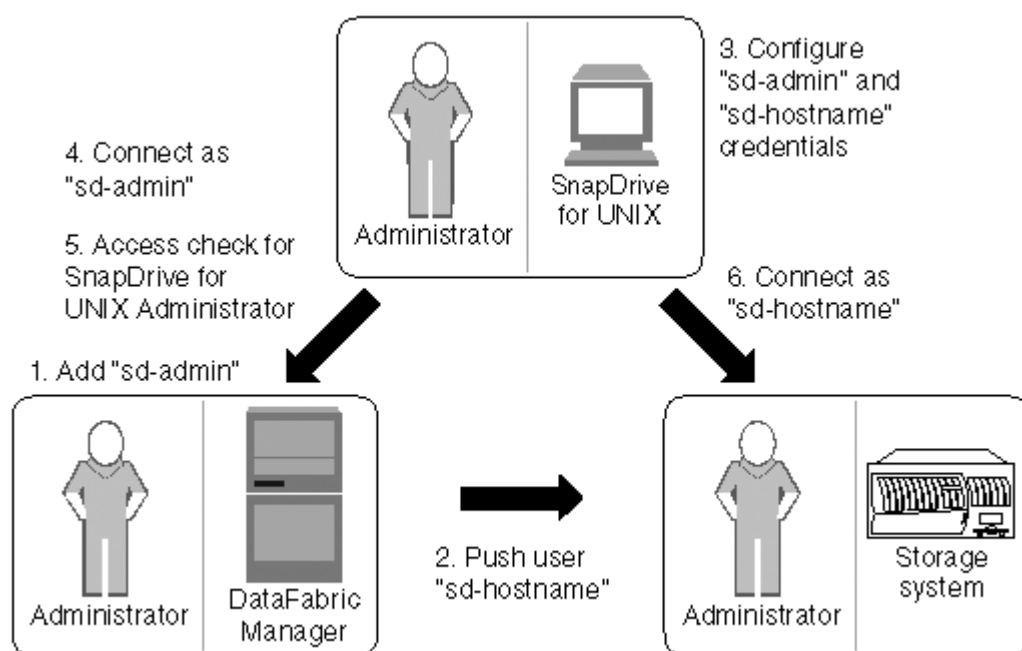 3. Configure
"sd-admin" and
"sd-hostname"
credentials
SnapDrive
for UNIX
Administrator
4. Connect as
"sd-admin"
5. Access check for
SnapDrive for
UNIX Administrator
6. Connect as
"sd-hostname"
1. Add "sd-admin"
Administrator
DataFabric
Manager
2. Push user
"sd-hostname"
Administrator
Storage
system